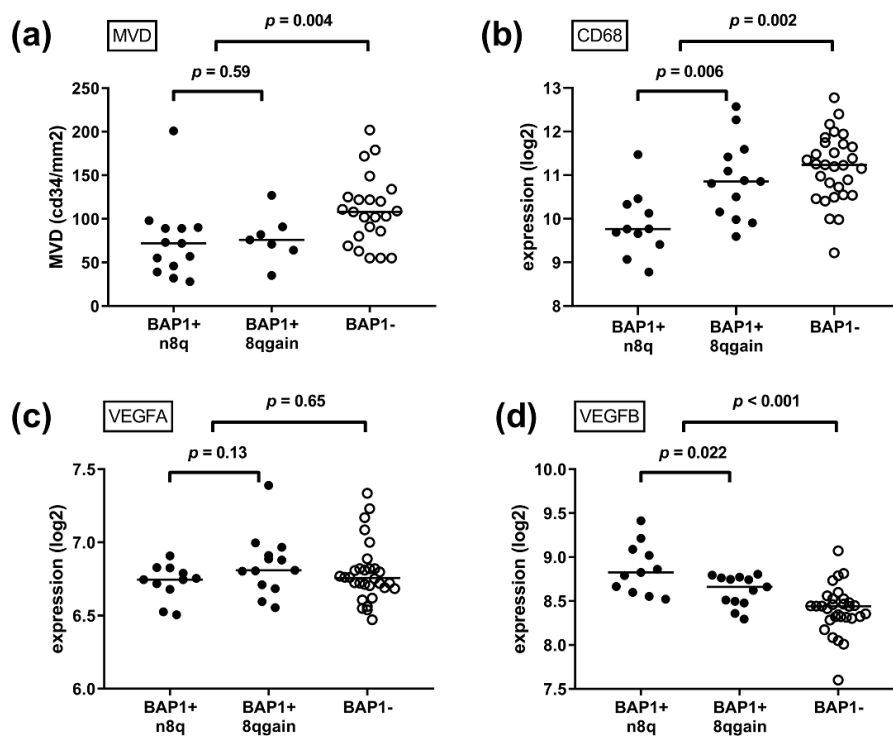 (a) MVD p = 0.004
p = 0.59
MVD (cd34/mm2)
250
200
150
100
50
0
BAP1+ n8q
BAP1+ 8qgain
BAP1-
(b) CD68 p = 0.002
p = 0.006
expression (log2)
13
12
11
10
9
8
BAP1+ n8q
BAP1+ 8qgain
BAP1-
(c) VEGFA p = 0.65
p = 0.13
expression (log2)
7.5
7.0
6.5
6.0
BAP1+ n8q
BAP1+ 8qgain
BAP1-
(d) VEGFB p < 0.001
p = 0.022
expression (log2)
10.0
9.5
9.0
8.5
8.0
7.5
BAP1+ n8q
BAP1+ 8qgain
BAP1-